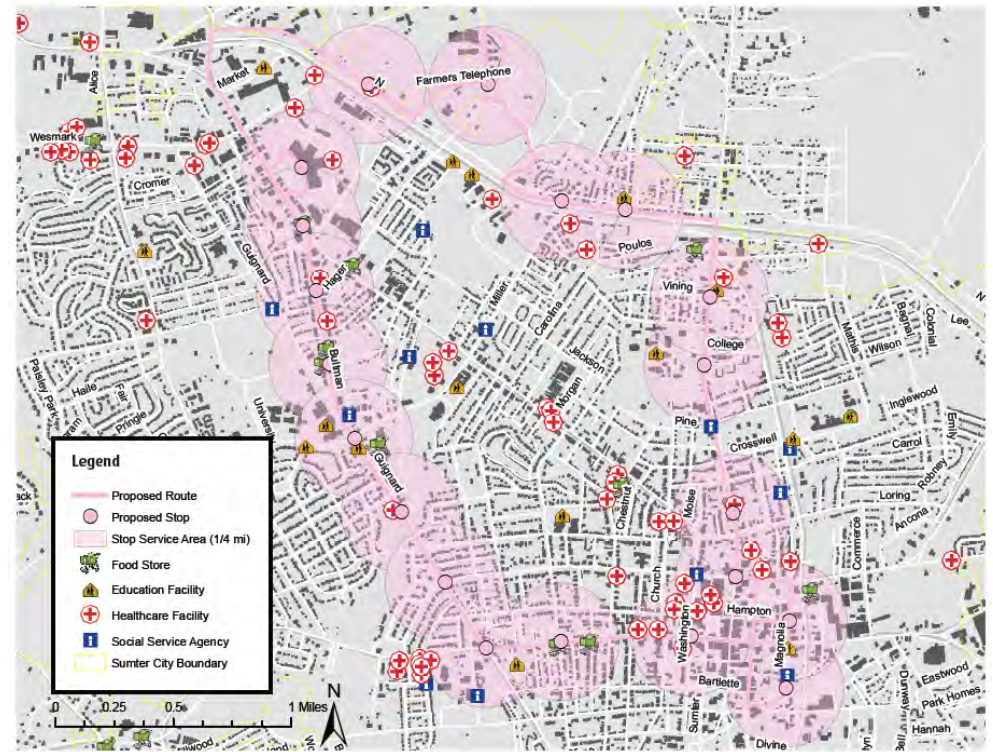 Market
N
Farmers Telephone
Alice
Wesmark
Cromer
Guignard
Hager
Poulos
Vining
N
Lee
Miller
Carolina
Jackson
Morgan
College
Mathis
Wilson
Bagnal
Colonial
Bultman
Paisley Park
Haile
Fair
Pringle
Pine
Crosswell
Inglewood
Carrol
Emily
Robney
Loring
Ancona
Guignard
Chestnut
Moise
Commerce
Church
Washington
Hampton
Magnolia
Bartlette
Sumter
Divine
Eastwood
Park Homes
Hannah
Legend
Proposed Route
Proposed Stop
Stop Service Area (1/4 mi)
Food Store
Education Facility
Healthcare Facility
Social Service Agency
Sumter City Boundary
0 0.25 0.5 1 Miles
N